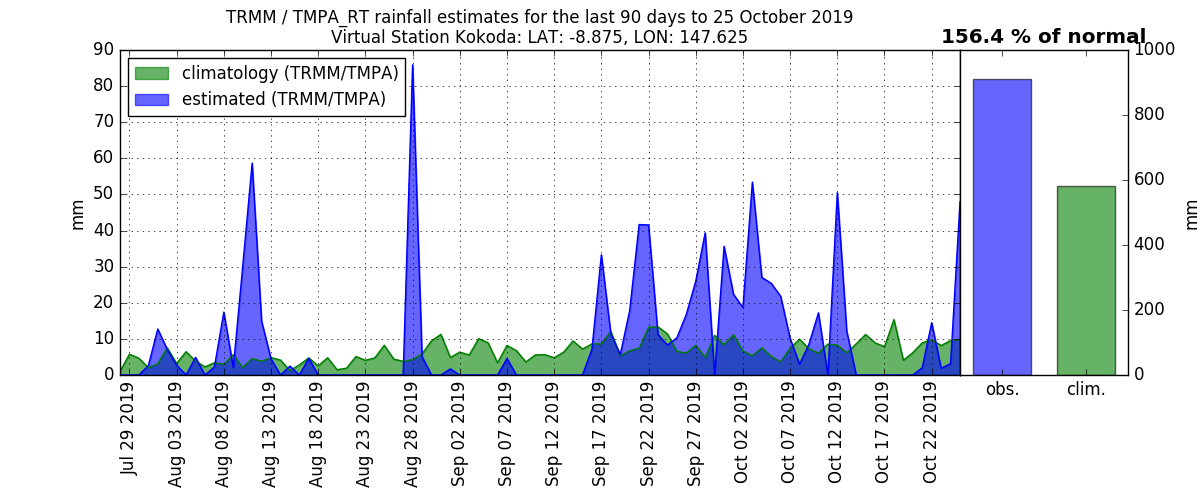 TRMM / TMPA_RT rainfall estimates for the last 90 days to 25 October 2019
Virtual Station Kokoda: LAT: -8.875, LON: 147.625
156.4 % of normal
climatology (TRMM/TMPA)
estimated (TRMM/TMPA)
mm
90
80
70
60
50
40
30
20
10
0
Jul 29 2019
Aug 03 2019
Aug 08 2019
Aug 13 2019
Aug 18 2019
Aug 23 2019
Aug 28 2019
Sep 02 2019
Sep 07 2019
Sep 12 2019
Sep 17 2019
Sep 22 2019
Sep 27 2019
Oct 02 2019
Oct 07 2019
Oct 12 2019
Oct 17 2019
Oct 22 2019
obs.
clim.
1000
800
600
400
200
0
mm